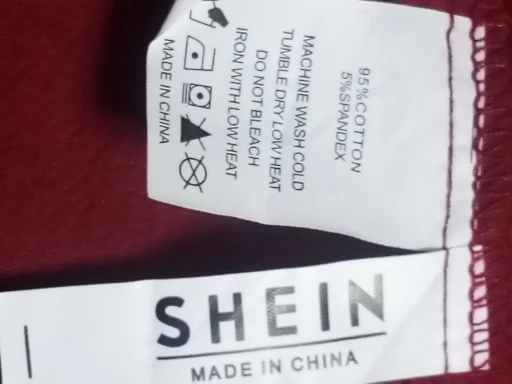 95%COTTON
5%SPANDEX
MACHINE WASH COLD
TUMBLE DRY LOW HEAT
DO NOT BLEACH
IRON WITH LOW HEAT
MADE IN CHINA
SHEIN
MADE IN CHINA